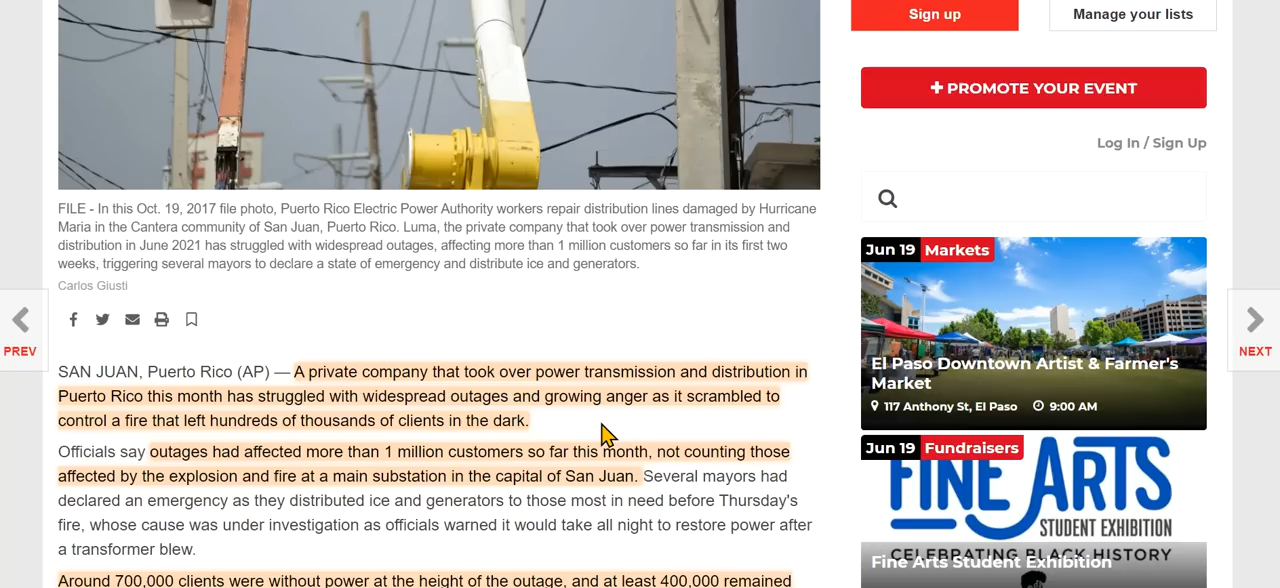 Sign up
Manage your lists
+ PROMOTE YOUR EVENT
Log In / Sign Up
FILE - In this Oct. 19, 2017 file photo, Puerto Rico Electric Power Authority workers repair distribution lines damaged by Hurricane
Maria in the Cantera community of San Juan, Puerto Rico. Luma, the private company that took over power transmission and
distribution in June 2021 has struggled with widespread outages, affecting more than 1 million customers so far in its first two
weeks, triggering several mayors to declare a state of emergency and distribute ice and generators.
Carlos Giusti
PREV
NEXT
SAN JUAN, Puerto Rico (AP) — A private company that took over power transmission and distribution in
Puerto Rico this month has struggled with widespread outages and growing anger as it scrambled to
control a fire that left hundreds of thousands of clients in the dark.
Officials say outages had affected more than 1 million customers so far this month, not counting those
affected by the explosion and fire at a main substation in the capital of San Juan. Several mayors had
declared an emergency as they distributed ice and generators to those most in need before Thursday's
fire, whose cause was under investigation as officials warned it would take all night to restore power after
a transformer blew.
Around 700,000 clients were without power at the height of the outage, and at least 400,000 remained
Jun 19 Markets
El Paso Downtown Artist & Farmer's
Market
117 Anthony St, El Paso 9:00 AM
Jun 19 Fundraisers
FINE ARTS
STUDENT EXHIBITION
CELEBRATING BLACK HISTORY
Fine Arts Student Exhibition